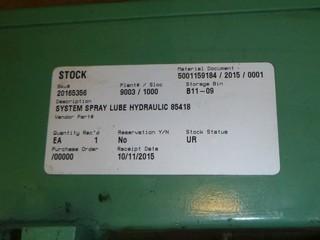 Material Document
STOCK 5001159184 / 2015 / 0001
Sku# Plant# / Sloc Storage Bin
20165356 9003 / 1000 B11-09
Description
SYSTEM SPRAY LUBE HYDRAULIC 85418
Vendor Part#
Quantity Rec'd Reservation Y/N Stock Status
EA 1 No UR
Purchase Order Receipt Date
/00000 10/11/2015